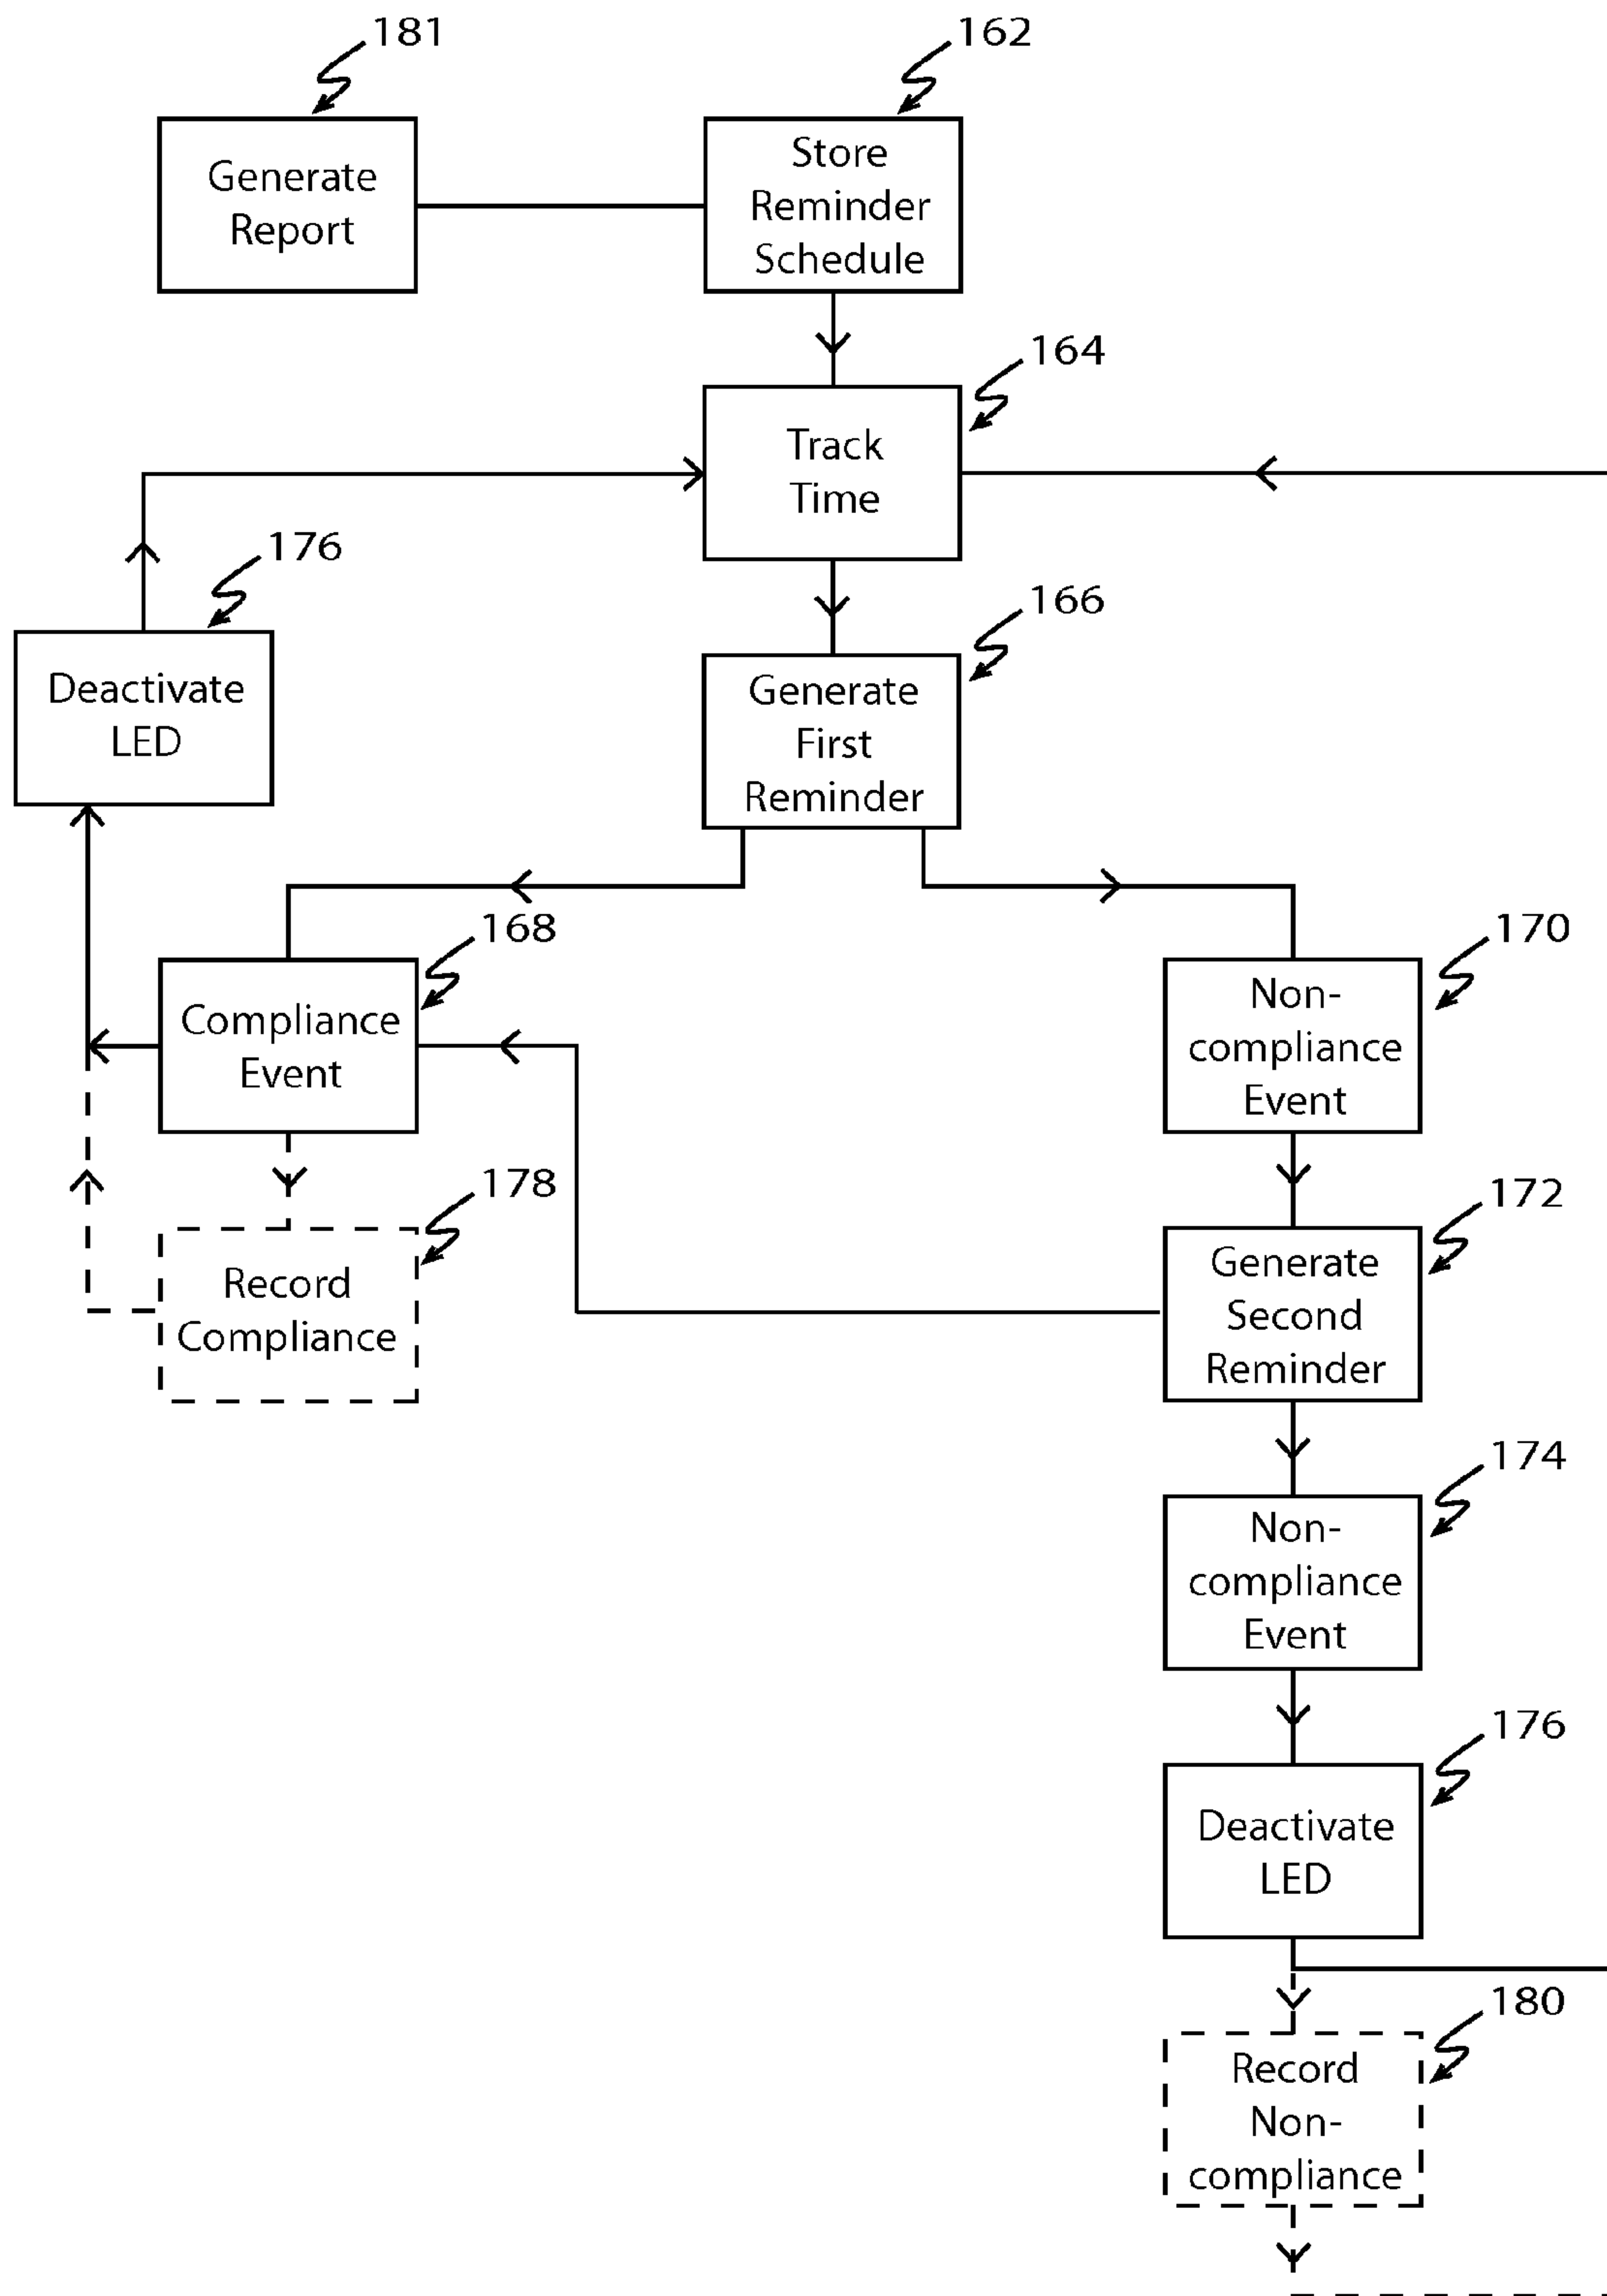 181
162
Generate
Report
Store
Reminder
Schedule
164
Track
Time
176
Deactivate
LED
166
Generate
First
Reminder
168
Compliance
Event
170
Non-
compliance
Event
178
Record
Compliance
172
Generate
Second
Reminder
174
Non-
compliance
Event
176
Deactivate
LED
180
Record
Non-
compliance